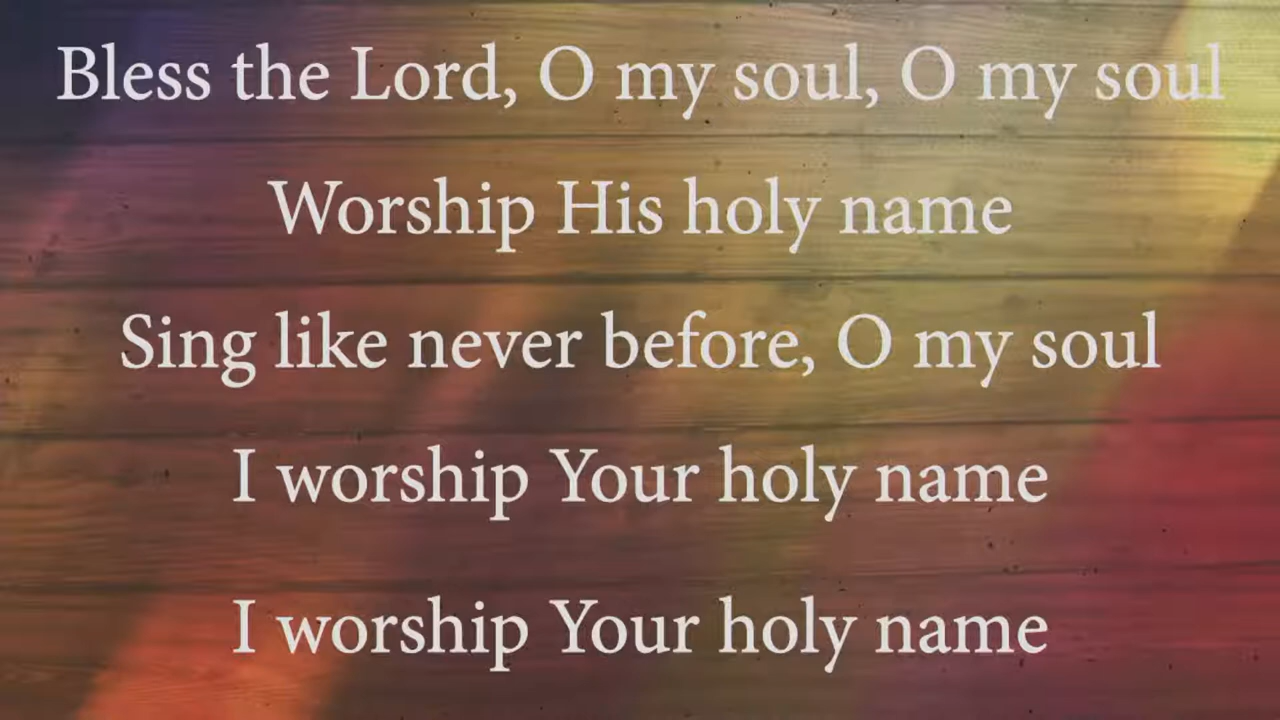 Bless the Lord, O my soul, O my soul
Worship His holy name
Sing like never before, O my soul
I worship Your holy name
I worship Your holy name